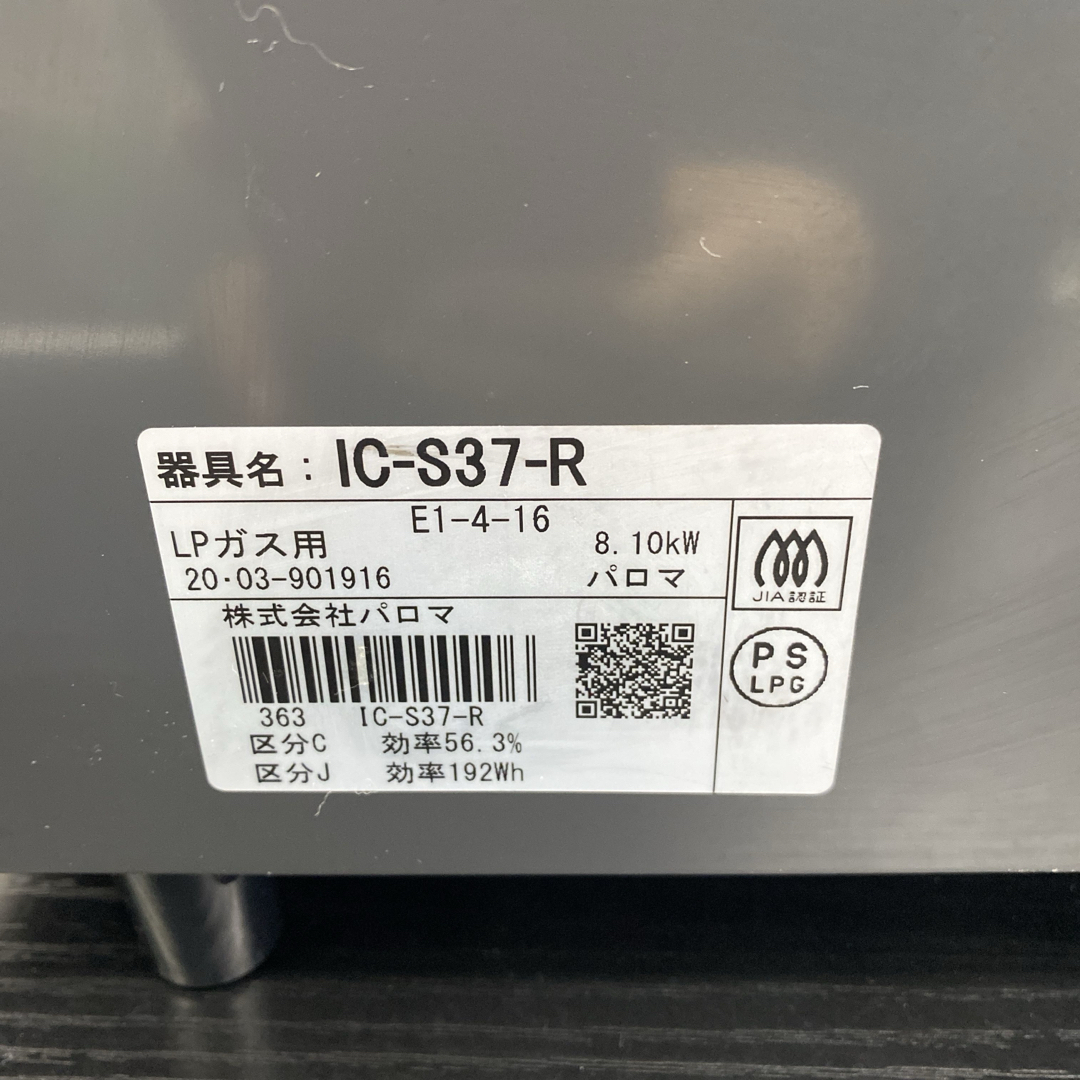 器具名：IC-S37-R
E1-4-16
LPガス用 8.10kW
20･03-901916 パロマ
JIA認証
株式会社パロマ
PS
LPG
363 IC-S37-R
区分C 効率56.3%
区分J 効率192Wh